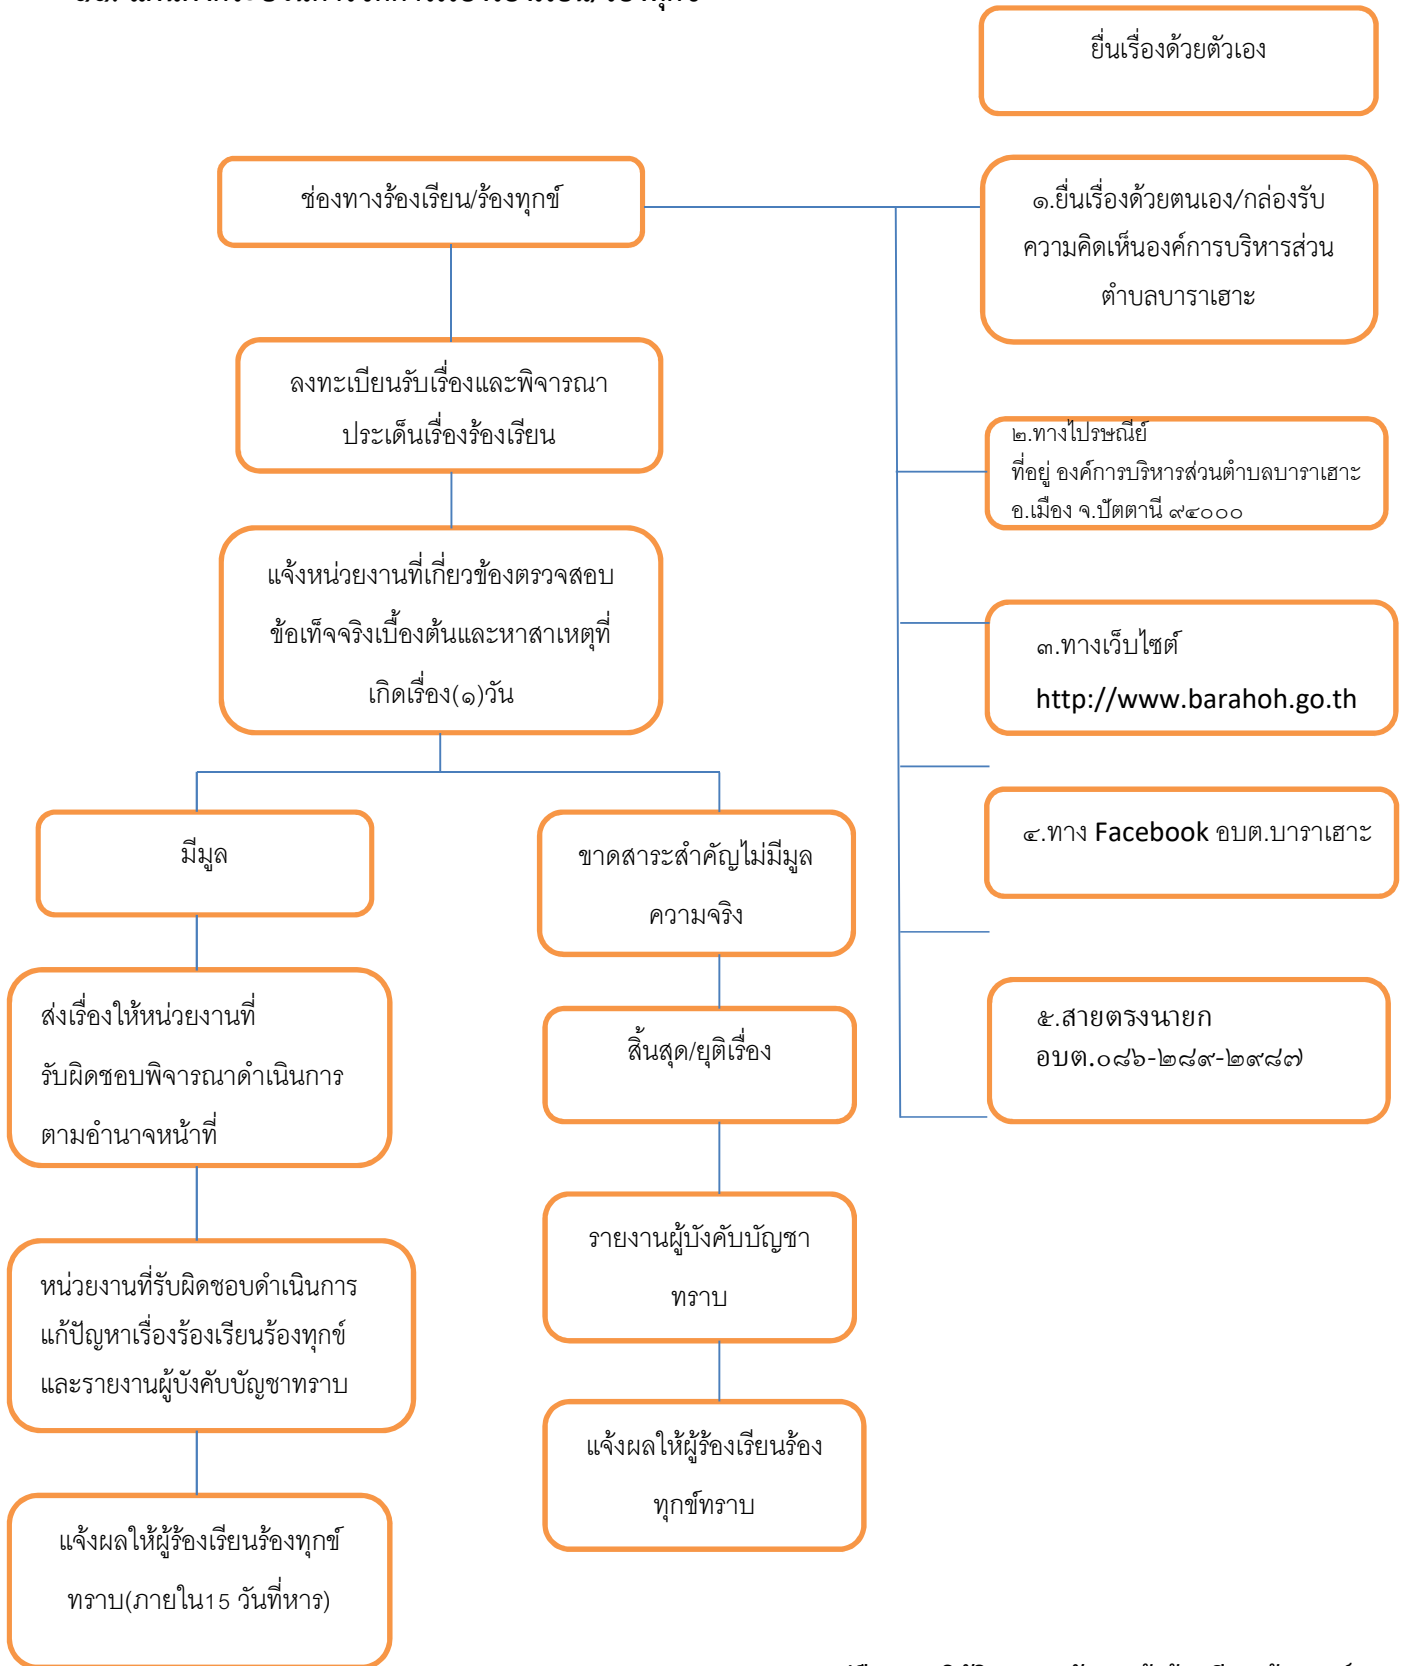 ยื่นเรื่องด้วยตัวเอง
ช่องทางร้องเรียน/ร้องทุกข์
๑.ยื่นเรื่องด้วยตนเอง/กล่องรับ
ความคิดเห็นองค์การบริหารส่วน
ตำบลบาราเฮาะ
ลงทะเบียนรับเรื่องและพิจารณา
ประเด็นเรื่องร้องเรียน
๒.ทางไปรษณีย์
ที่อยู่ องค์การบริหารส่วนตำบลบาราเฮาะ
อ.เมือง จ.ปัตตานี ๙๔๐๐๐
แจ้งหน่วยงานที่เกี่ยวข้องตรวจสอบ
ข้อเท็จจริงเบื้องต้นและหาสาเหตุที่
เกิดเรื่อง(๑)วัน
๓.ทางเว็บไซต์
http://www.barahoh.go.th
๔.ทาง Facebook อบต.บาราเฮาะ
๕.สายตรงนายก
อบต.๐๘๖-๒๘๙-๒๙๘๗
มีมูล
ส่งเรื่องให้หน่วยงานที่
รับผิดชอบพิจารณาดำเนินการ
ตามอำนาจหน้าที่
หน่วยงานที่รับผิดชอบดำเนินการ
แก้ปัญหาเรื่องร้องเรียนร้องทุกข์
และรายงานผู้บังคับบัญชาทราบ
แจ้งผลให้ผู้ร้องเรียนร้องทุกข์
ทราบ(ภายใน15 วันที่หาร)
ขาดสาระสำคัญไม่มีมูล
ความจริง
สิ้นสุด/ยุติเรื่อง
รายงานผู้บังคับบัญชา
ทราบ
แจ้งผลให้ผู้ร้องเรียนร้อง
ทุกข์ทราบ